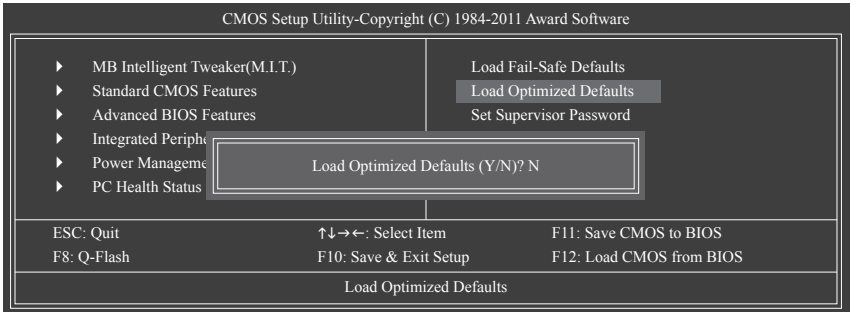 CMOS Setup Utility-Copyright (C) 1984-2011 Award Software
MB Intelligent Tweaker(M.I.T.)
Standard CMOS Features
Advanced BIOS Features
Integrated Periphe
Power Manageme
PC Health Status
Load Fail-Safe Defaults
Load Optimized Defaults
Set Supervisor Password
Load Optimized Defaults (Y/N)? N
ESC: Quit ↑↓→←: Select Item F11: Save CMOS to BIOS
F8: Q-Flash F10: Save & Exit Setup F12: Load CMOS from BIOS
Load Optimized Defaults